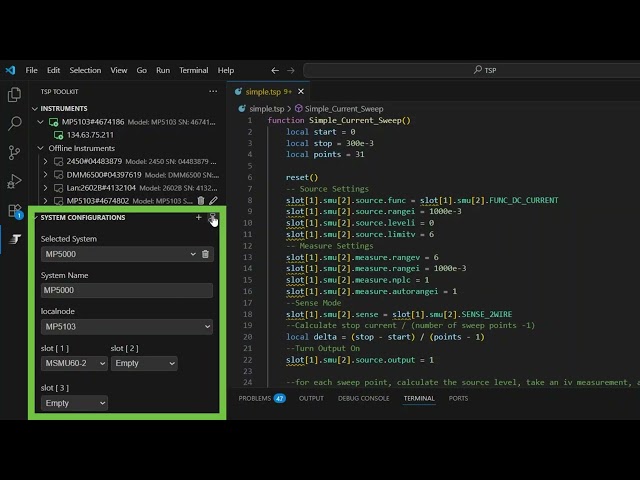 File Edit Selection View Go Run Terminal Help
TSP
TSP TOOLKIT
INSTRUMENTS
MP5103#4674186 Model: MP5103 SN: 46741...
134.63.75.211
Offline Instruments
2450#04483879 Model: 2450 SN: 04483879
DMM6500#04397619 Model: DMM6500 SN:
Lan:2602B#4132104 Model: 2602B SN: 4132...
MP5103#4674802 Model: MP5103 S...
SYSTEM CONFIGURATIONS
Selected System
MP5000
System Name
MP5000
localnode
MP5103
slot [ 1 ] slot [ 2 ]
MSMU60-2 Empty
slot [ 3 ]
Empty
1
simple.tsp 9+
simple.tsp > Simple_Current_Sweep
1 function Simple_Current_Sweep()
2 local start = 0
3 local stop = 300e-3
4 local points = 31
5
6 reset()
7 -- Source Settings
8 slot[1].smu[2].source.func = slot[1].smu[2].FUNC_DC_CURRENT
9 slot[1].smu[2].source.rangei = 1000e-3
10 slot[1].smu[2].source.leveli = 0
11 slot[1].smu[2].source.limitv = 6
12 -- Measure Settings
13 slot[1].smu[2].measure.rangev = 6
14 slot[1].smu[2].measure.rangei = 1000e-3
15 slot[1].smu[2].measure.nplc = 1
16 slot[1].smu[2].measure.autorangei = 1
17 --Sense Mode
18 slot[1].smu[2].sense = slot[1].smu[2].SENSE_2WIRE
19 --Calculate stop current / (number of sweep points -1)
20 local delta = (stop - start) / (points - 1)
21 --Turn Output On
22 slot[1].smu[2].source.output = 1
23
24 --for each sweep point, calculate the source level, take an iv measurement,
PROBLEMS 47 OUTPUT DEBUG CONSOLE TERMINAL PORTS